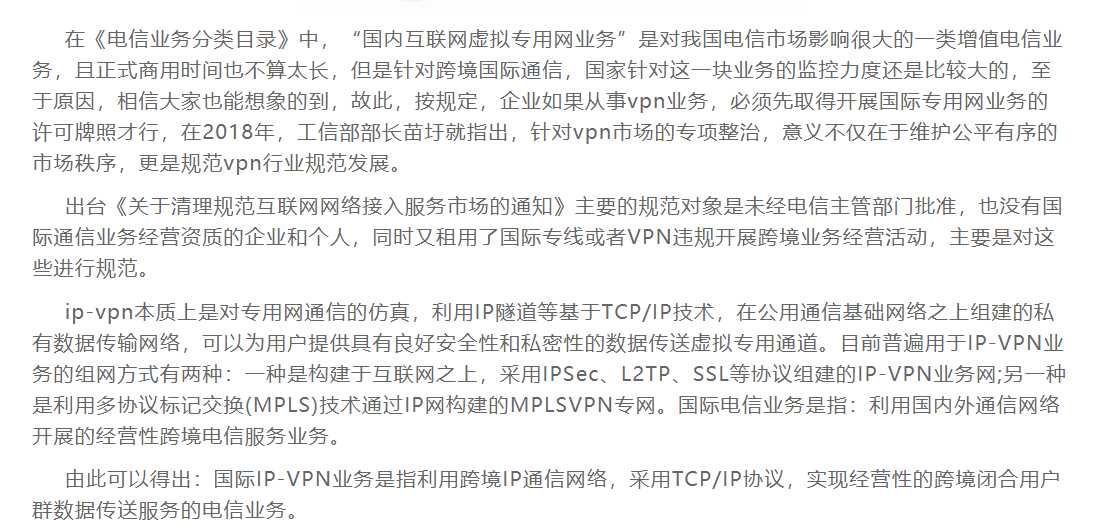 在《电信业务分类目录》中，“国内互联网虚拟专用网业务”是对我国电信市场影响很大的一类增值电信业
务，且正式商用时间也不算太长，但是针对跨境国际通信，国家针对这一块业务的监控力度还是比较大的，至
于原因，相信大家也能想象的到，故此，按规定，企业如果从事vpn业务，必须先取得开展国际专用网业务的
许可牌照才行，在2018年，工信部部长苗圩就指出，针对vpn市场的专项整治，意义不仅在于维护公平有序的
市场秩序，更是规范vpn行业规范发展。
出台《关于清理规范互联网网络接入服务市场的通知》主要的规范对象是未经电信主管部门批准，也没有国
际通信业务经营资质的企业和个人，同时又租用了国际专线或者VPN违规开展跨境业务经营活动，主要是对这
些进行规范。
ip-vpn本质上是对专用网通信的仿真，利用IP隧道等基于TCP/IP技术，在公用通信基础网络之上组建的私
有数据传输网络，可以为用户提供具有良好安全性和私密性的数据传送虚拟专用通道。目前普遍用于IP-VPN业
务的组网方式有两种：一种是构建于互联网之上，采用IPSec、L2TP、SSL等协议组建的IP-VPN业务网;另一种
是利用多协议标记交换(MPLS)技术通过IP网构建的MPLSVPN专网。国际电信业务是指：利用国内外通信网络
开展的经营性跨境电信服务业务。
由此可以得出：国际IP-VPN业务是指利用跨境IP通信网络，采用TCP/IP协议，实现经营性的跨境闭合用户
群数据传送服务的电信业务。